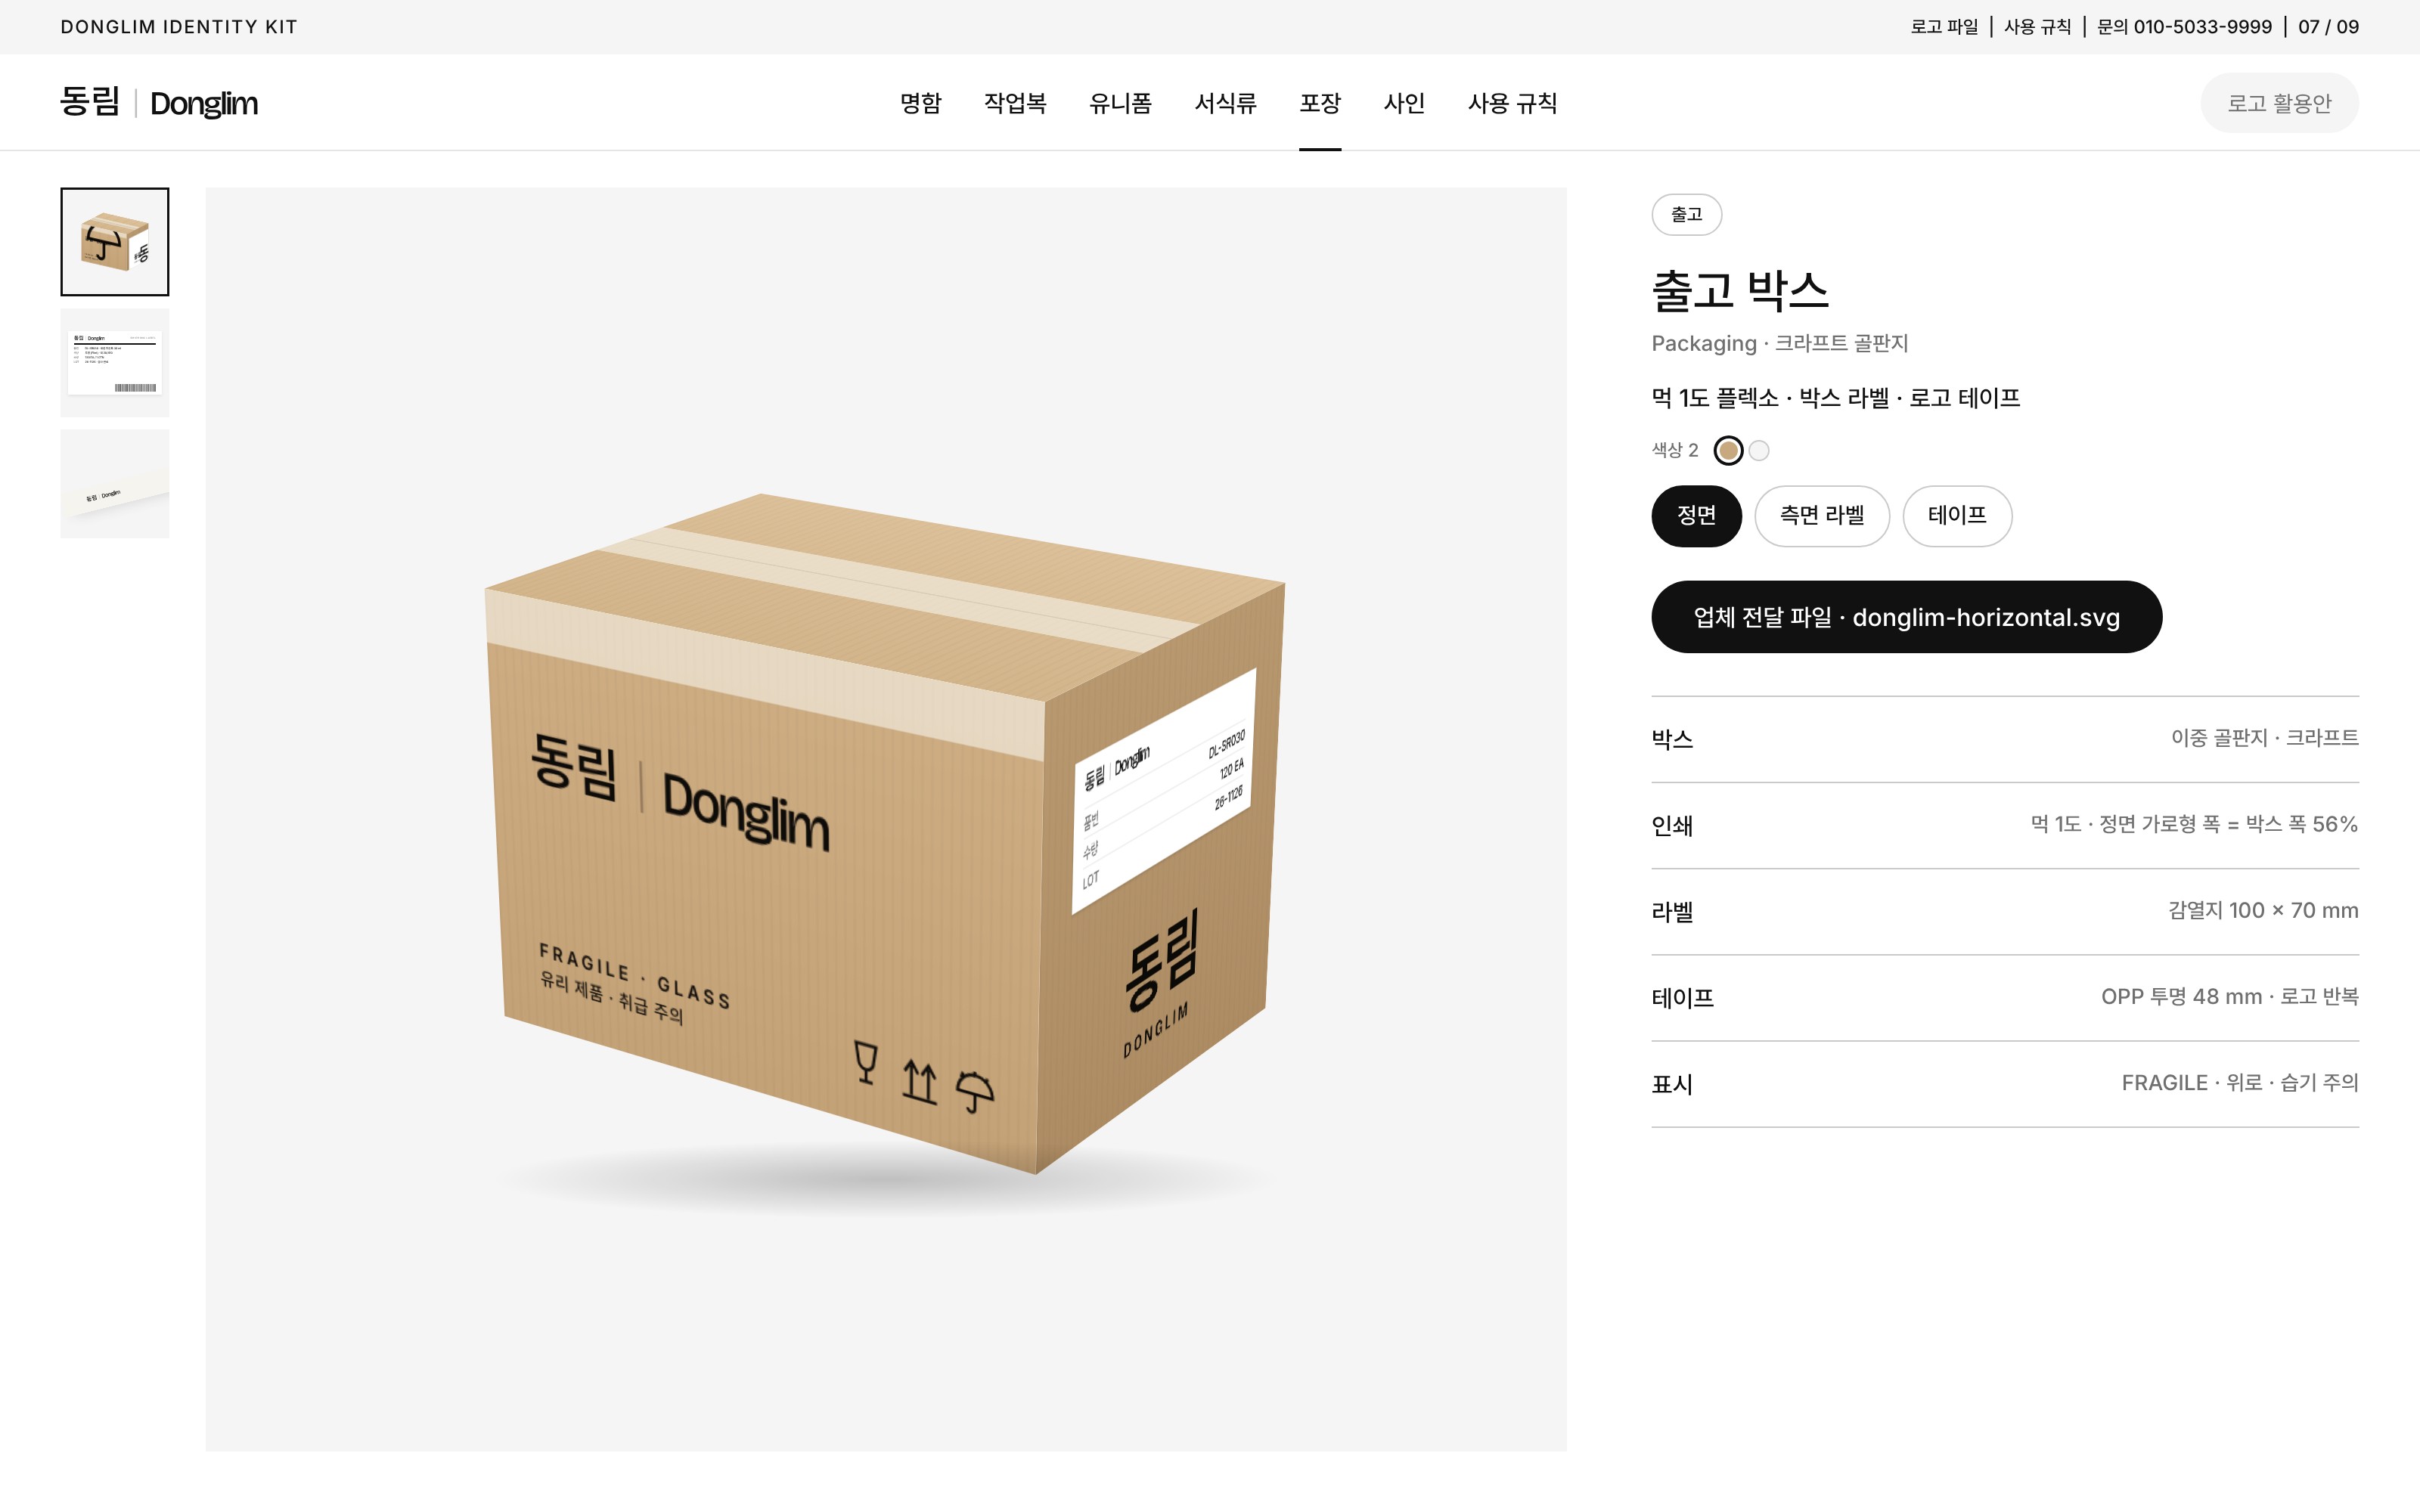 DONGLIM IDENTITY KIT
로고 파일 | 사용 규칙 | 문의 010-5033-9999 | 07 / 09
동림 | Donglim
명함 작업복 유니폼 서식류 포장 사인 사용 규칙
로고 활용안
동림 | Donglim
동림 | Donglim
동림 | Donglim
FRAGILE · GLASS
유리 제품 · 취급 주의
동림 | Donglim
품번 DL-SR030
수량 120 EA
LOT 26-1126
동림
DONGLIM
출고
출고 박스
Packaging · 크라프트 골판지
먹 1도 플렉소 · 박스 라벨 · 로고 테이프
색상 2
정면 측면 라벨 테이프
업체 전달 파일 · donglim-horizontal.svg
박스 이중 골판지 · 크라프트
인쇄 먹 1도 · 정면 가로형 폭 = 박스 폭 56%
라벨 감열지 100 × 70 mm
테이프 OPP 투명 48 mm · 로고 반복
표시 FRAGILE · 위로 · 습기 주의